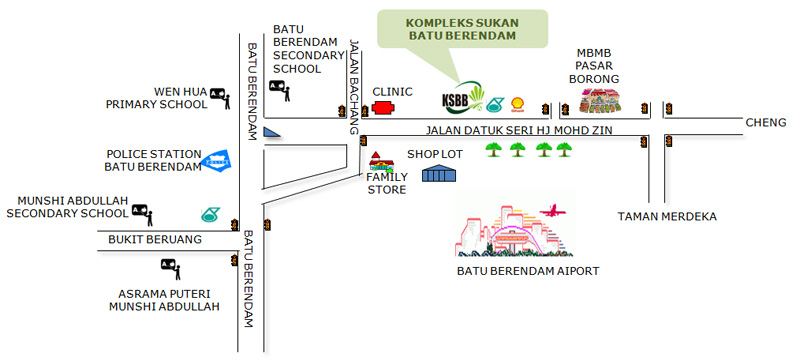 KOMPLEKS SUKAN
BATU BERENDAM
BATU
BERENDAM
SECONDARY
SCHOOL
BATU BERENDAM
JALAN BACHANG
MBMB
PASAR
BORONG
WEN HUA
PRIMARY SCHOOL
CLINIC
KSBB
CHENG
JALAN DATUK SERI HJ MOHD ZIN
POLICE STATION
BATU BERENDAM
POLICE
SHOP LOT
FAMILY
STORE
MUNSHI ABDULLAH
SECONDARY SCHOOL
TAMAN MERDEKA
BUKIT BERUANG
BATU BERENDAM
BATU BERENDAM AIPORT
ASRAMA PUTERI
MUNSHI ABDULLAH